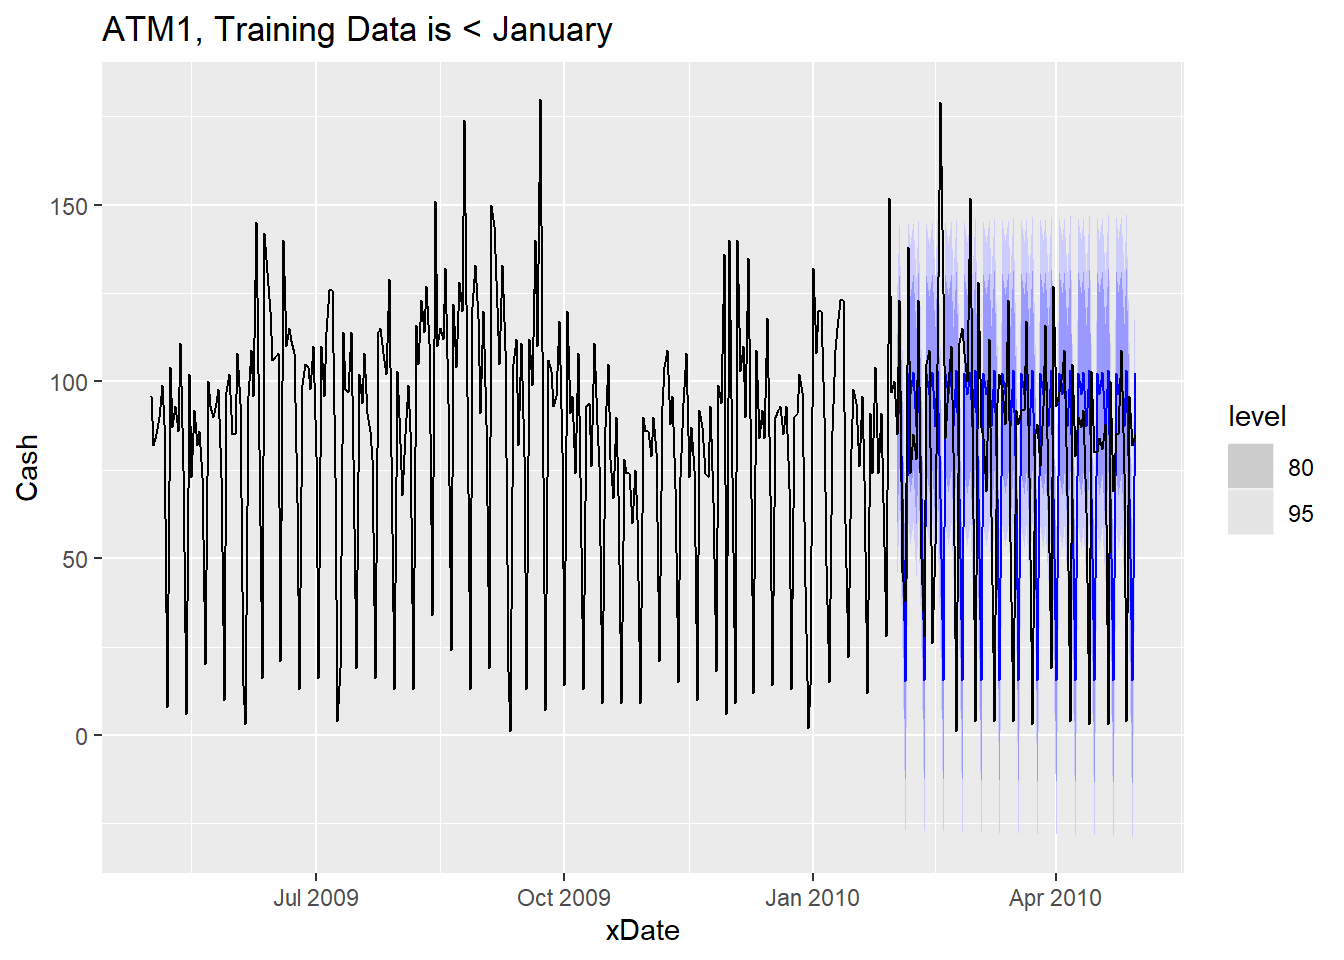 ATM1, Training Data is < January
150
100
50
0
Cash
Jul 2009
Oct 2009
Jan 2010
Apr 2010
xDate
level
80
95